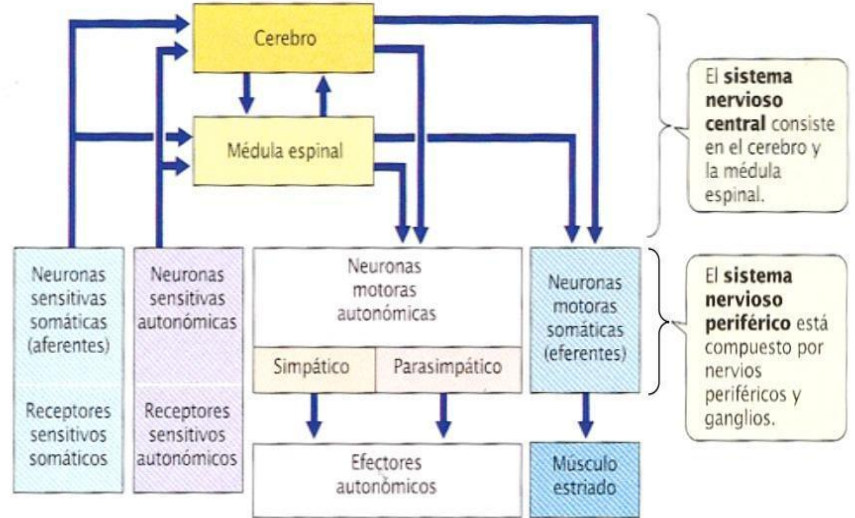 Cerebro
Médula espinal
El sistema
nervioso
central consiste
en el cerebro y
la médula
espinal.
Neuronas
sensitivas
somáticas
(aferentes)
Receptores
sensitivos
somáticos
Neuronas
sensitivas
autonómicas
Receptores
sensitivos
autonómicos
Neuronas
motoras
autonómicas
Simpático
Parasimpático
Efectores
autonómicos
Neuronas
motoras
somáticas
(eferentes)
Músculo
estriado
El sistema
nervioso
periférico está
compuesto por
nervios
periféricos y
ganglios.